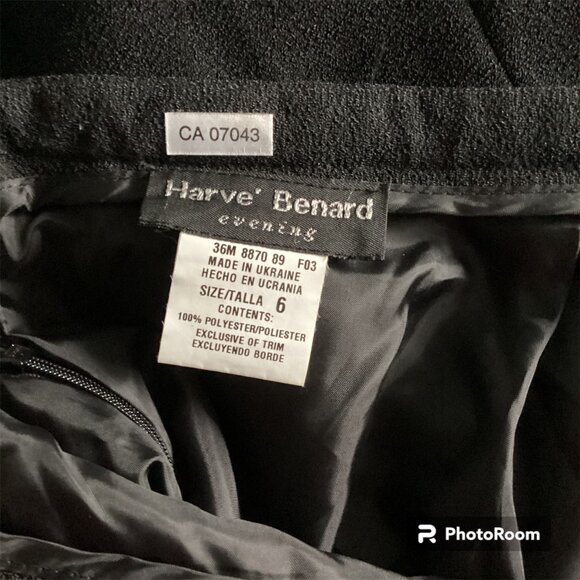 CA 07043
Harve' Benard
evening
36M 8870 89 F03
MADE IN UKRAINE
HECHO EN UCRANIA
SIZE/TALLA 6
CONTENTS:
100% POLYESTER/POLIESTER
EXCLUSIVE OF TRIM
EXCLUYENDO BORDE
PhotoRoom